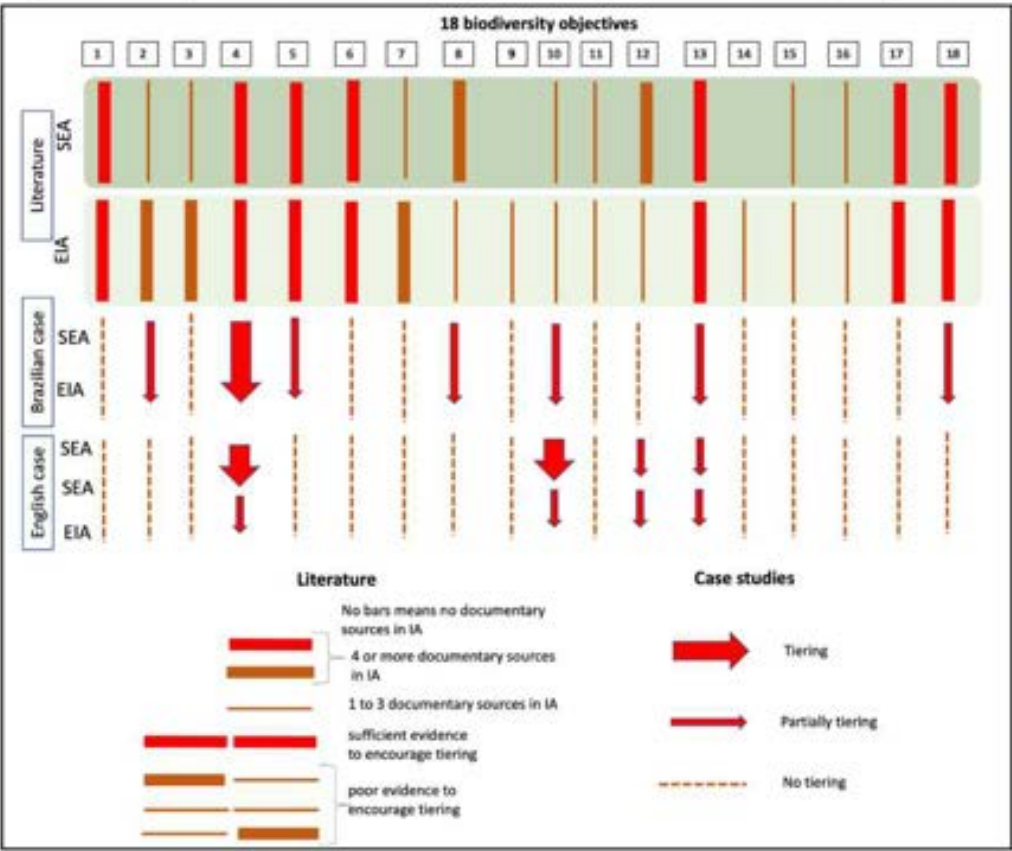 18 biodiversity objectives
1 2 3 4 5 6 7 8 9 10 11 12 13 14 15 16 17 18
Literature
SEA
EIA
Brazilian case
SEA
EIA
English case
SEA
SEA
EIA
Literature
No bars means no documentary
sources in IA
4 or more documentary sources
in IA
1 to 3 documentary sources in IA
sufficient evidence
to encourage tiering
poor evidence to
encourage tiering
Case studies
Tiering
Partially tiering
No tiering